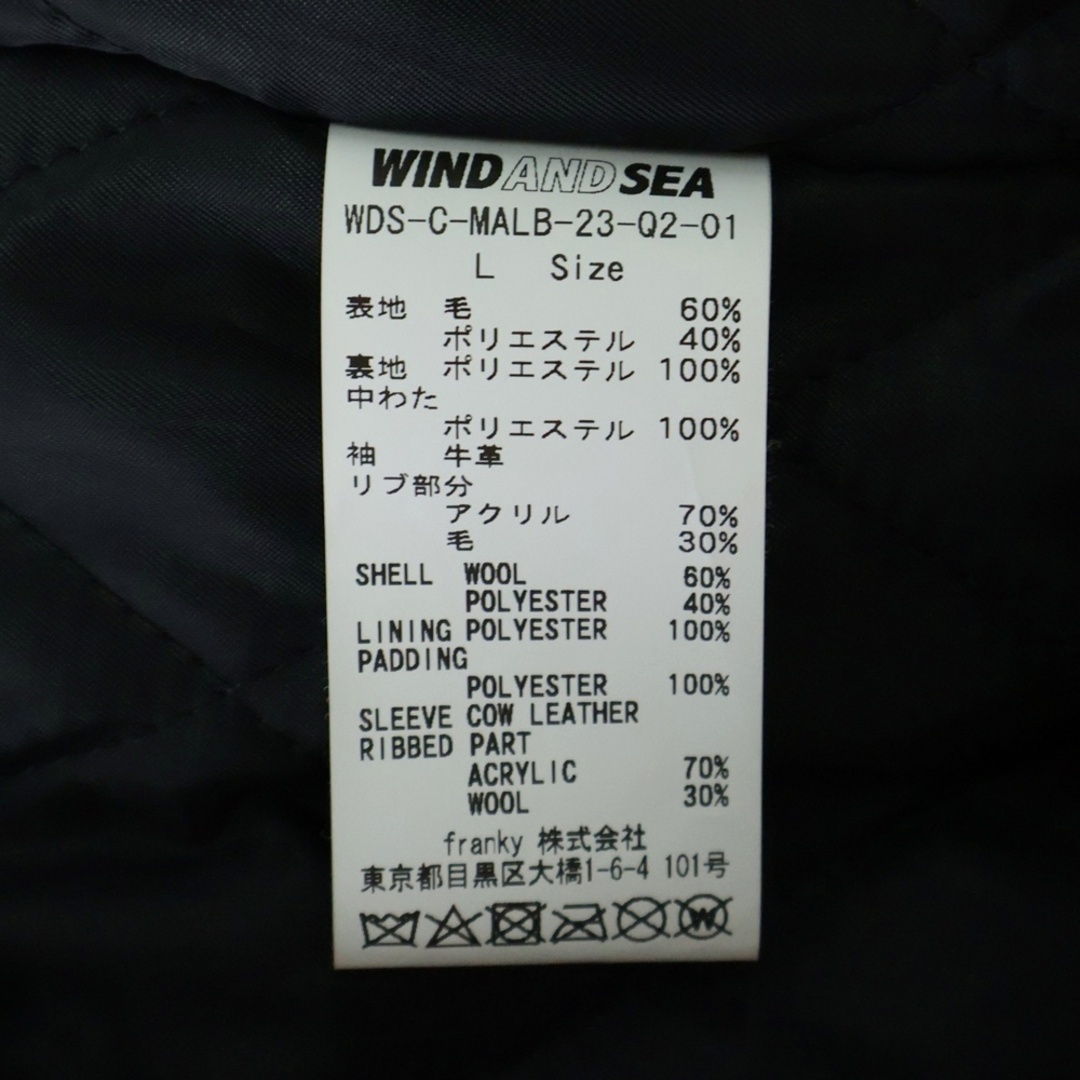 WIND AND SEA
WDS-C-MALB-23-Q2-01
L Size
表地 毛 60%
ポリエステル 40%
裏地 ポリエステル 100%
中わた
ポリエステル 100%
袖 牛革
リブ部分
アクリル 70%
毛 30%
SHELL WOOL 60%
POLYESTER 40%
LINING POLYESTER 100%
PADDING
POLYESTER 100%
SLEEVE COW LEATHER
RIBBED PART
ACRYLIC 70%
WOOL 30%
franky 株式会社
東京都目黒区大橋1-6-4 101号
W